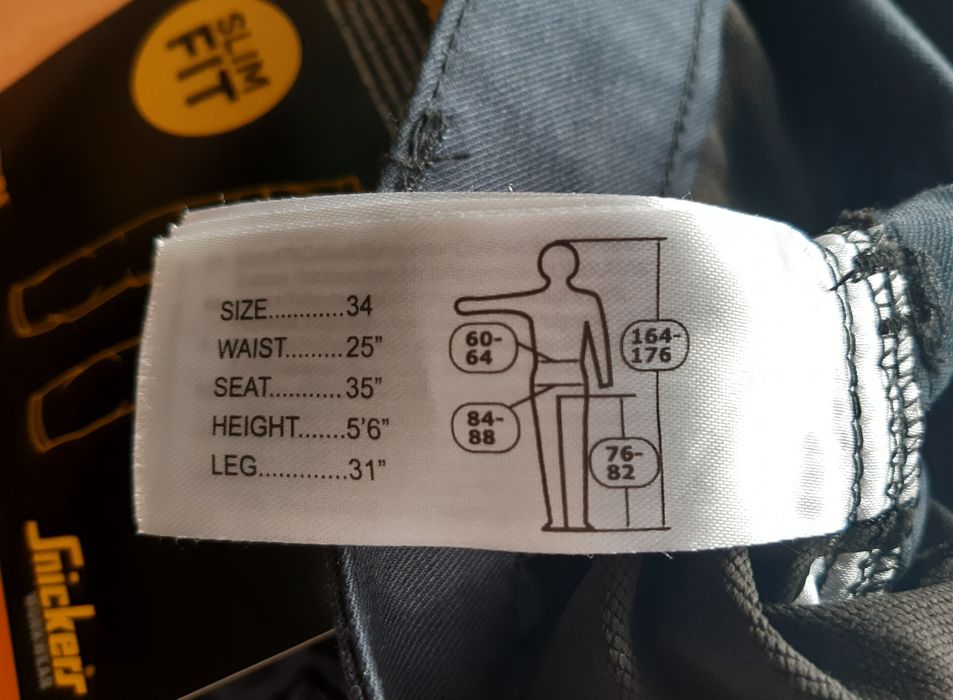 SLIM
FIT
SIZE............34
WAIST.........25”
SEAT...........35”
HEIGHT.......5’6”
LEG.............31”
60-
64
164-
176
84-
88
76-
82
Snickers
WORKWEAR